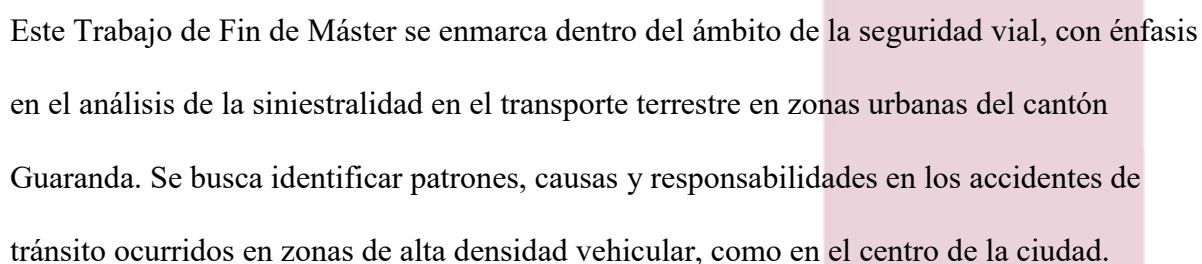 Este Trabajo de Fin de Máster se enmarca dentro del ámbito de la seguridad vial, con énfasis
en el análisis de la siniestralidad en el transporte terrestre en zonas urbanas del cantón
Guaranda. Se busca identificar patrones, causas y responsabilidades en los accidentes de
tránsito ocurridos en zonas de alta densidad vehicular, como en el centro de la ciudad.